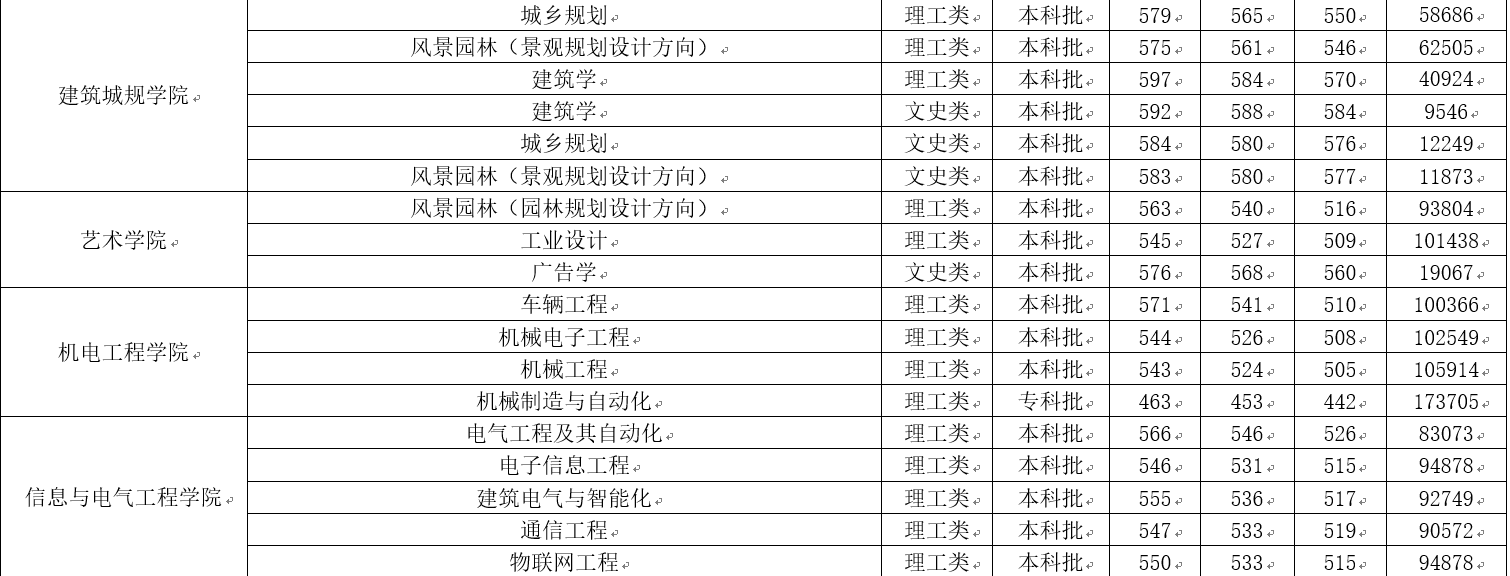 建筑城规学院
城乡规划 理工类 本科批 579 565 550 58686
风景园林（景观规划设计方向） 理工类 本科批 575 561 546 62505
建筑学 理工类 本科批 597 584 570 40924
建筑学 文史类 本科批 592 588 584 9546
城乡规划 文史类 本科批 584 580 576 12249
风景园林（景观规划设计方向） 文史类 本科批 583 580 577 11873
艺术学院
风景园林（园林规划设计方向） 理工类 本科批 563 540 516 93804
工业设计 理工类 本科批 545 527 509 101438
广告学 文史类 本科批 576 568 560 19067
机电工程学院
车辆工程 理工类 本科批 571 541 510 100366
机械电子工程 理工类 本科批 544 526 508 102549
机械工程 理工类 本科批 543 524 505 105914
机械制造与自动化 理工类 专科批 463 453 442 173705
信息与电气工程学院
电气工程及其自动化 理工类 本科批 566 546 526 83073
电子信息工程 理工类 本科批 546 531 515 94878
建筑电气与智能化 理工类 本科批 555 536 517 92749
通信工程 理工类 本科批 547 533 519 90572
物联网工程 理工类 本科批 550 533 515 94878